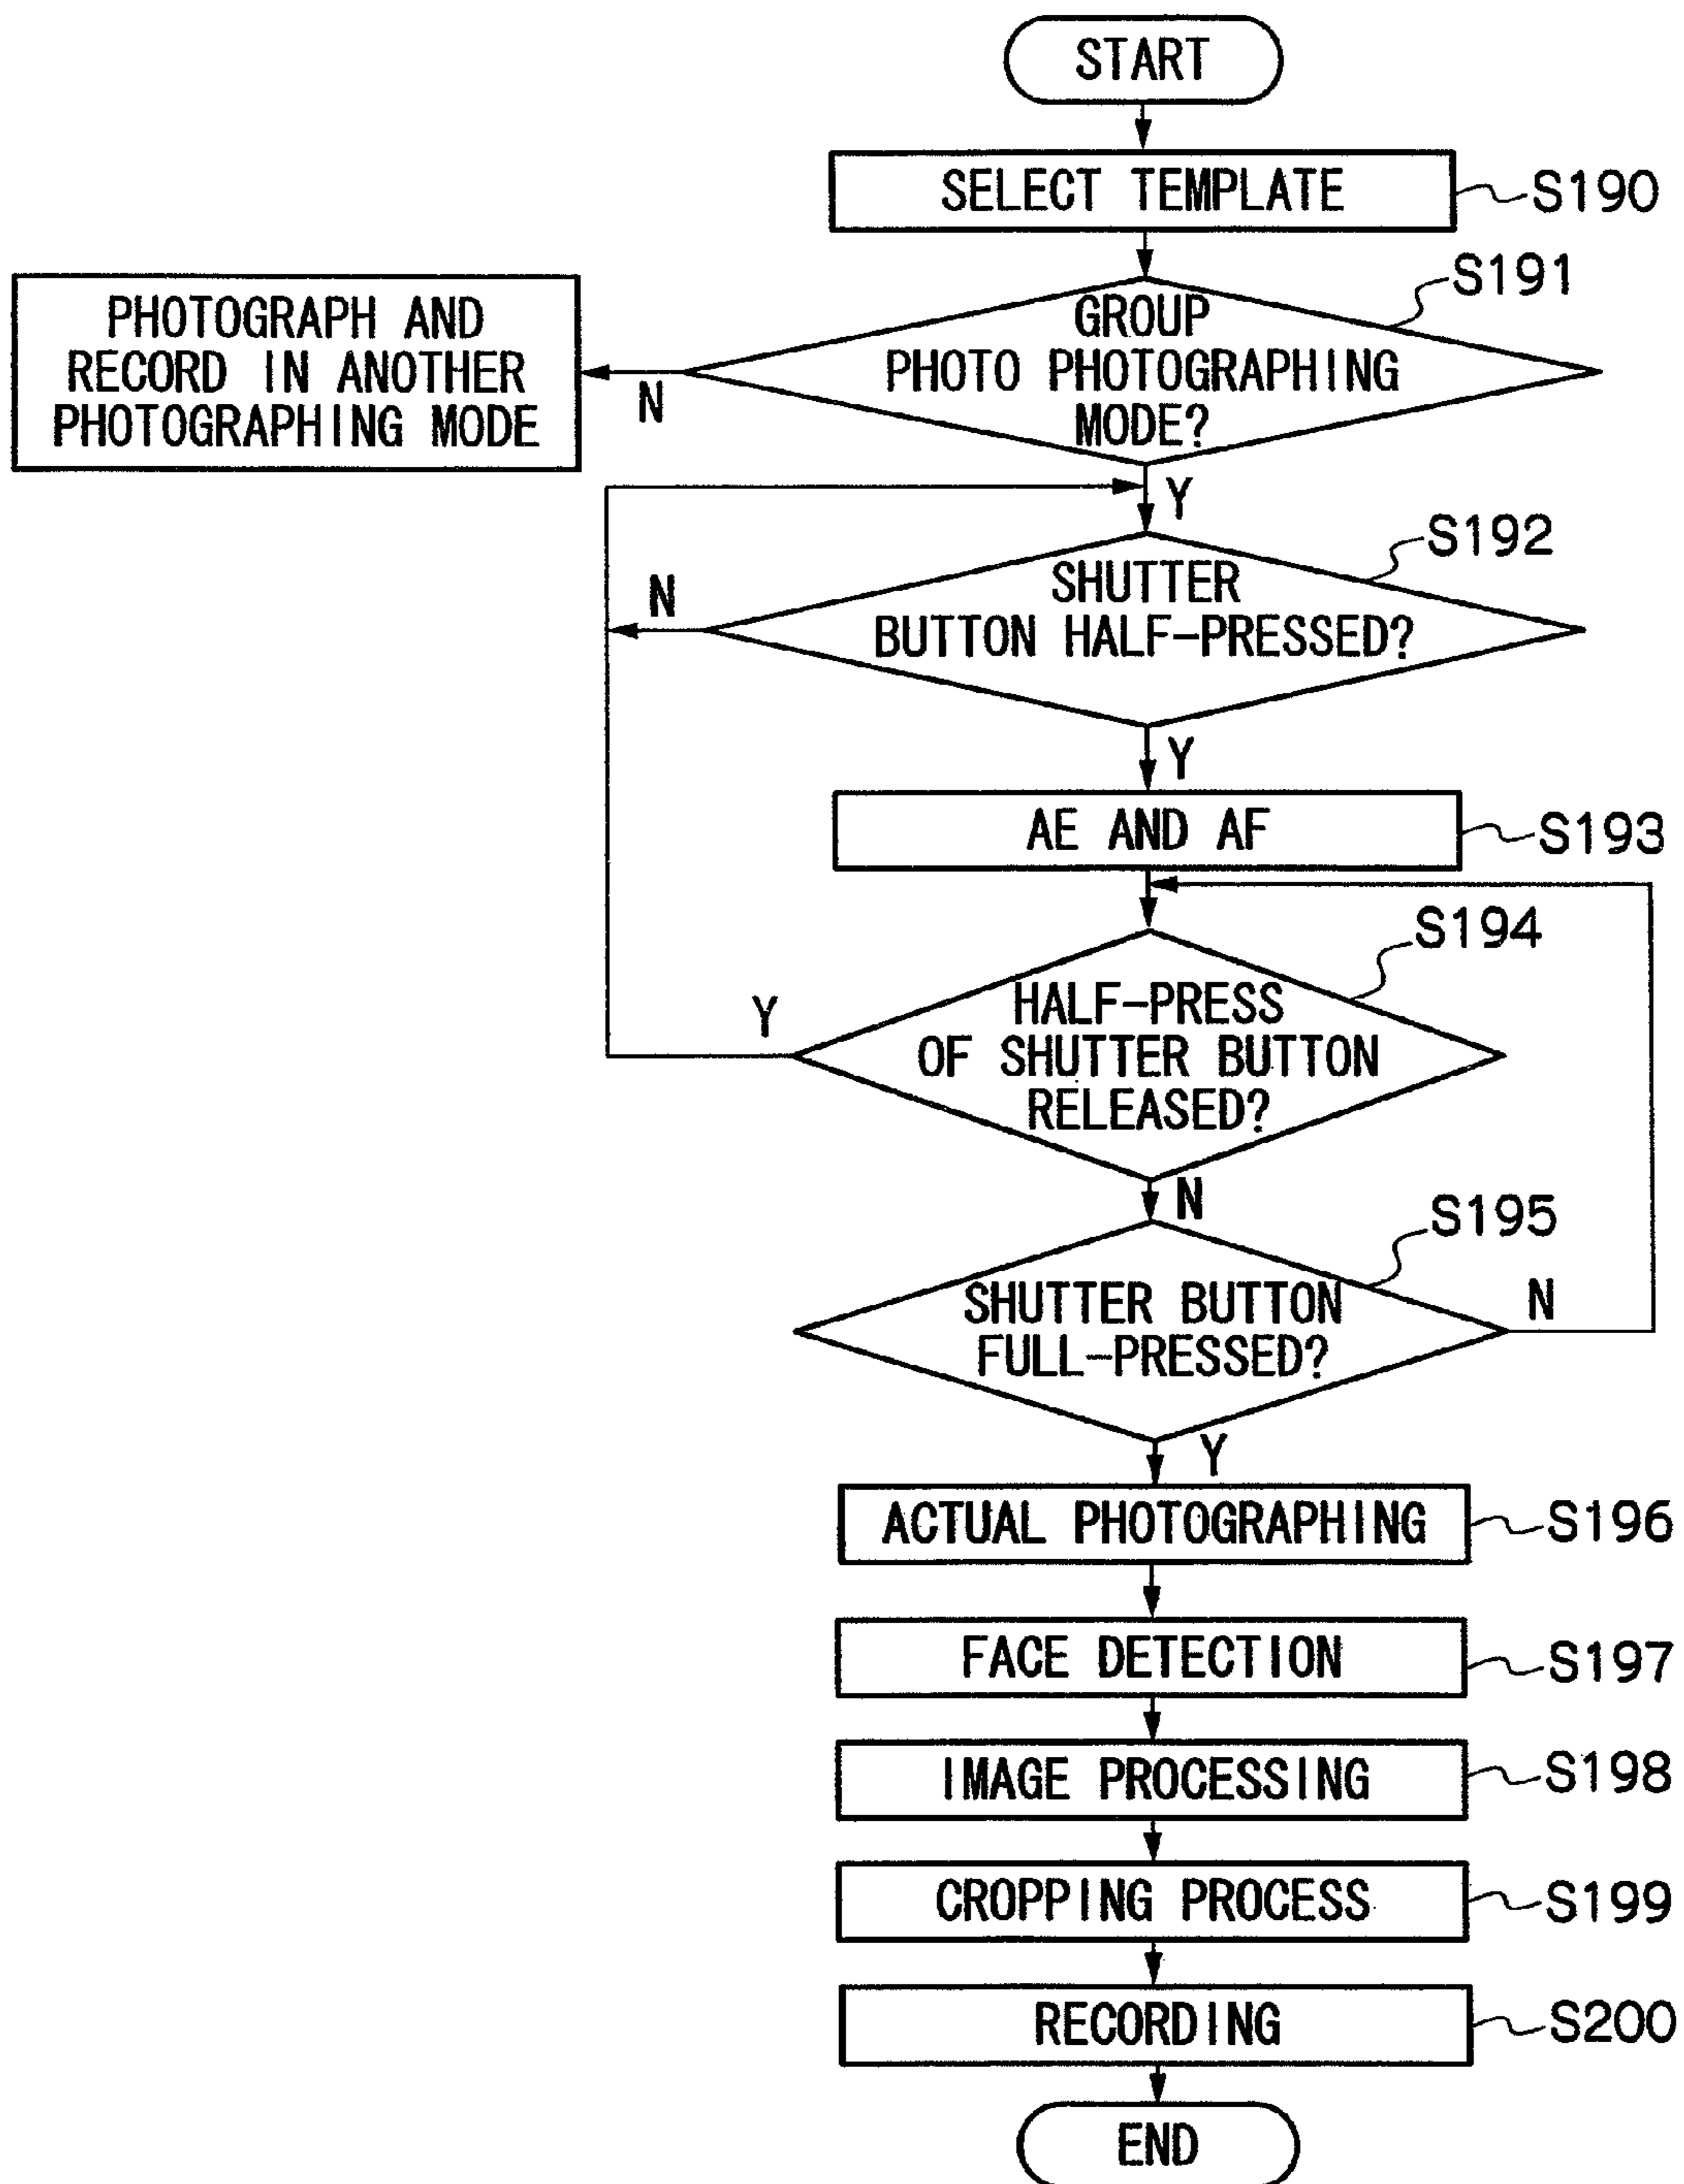 START
SELECT TEMPLATE
S190
S191
GROUP
PHOTO PHOTOGRAPHING
MODE?
N
PHOTOGRAPH AND
RECORD IN ANOTHER
PHOTOGRAPHING MODE
Y
S192
SHUTTER
BUTTON HALF-PRESSED?
N
Y
AE AND AF
S193
S194
HALF-PRESS
OF SHUTTER BUTTON
RELEASED?
Y
N
S195
SHUTTER BUTTON
FULL-PRESSED?
N
Y
ACTUAL PHOTOGRAPHING
S196
FACE DETECTION
S197
IMAGE PROCESSING
S198
CROPPING PROCESS
S199
RECORDING
S200
END